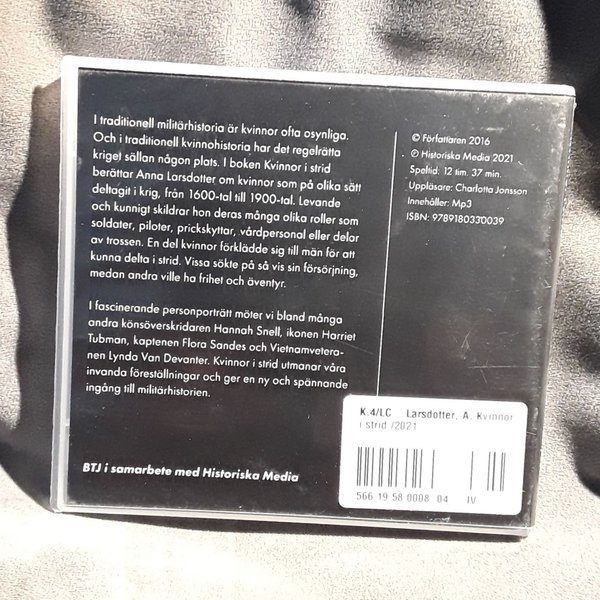 I traditionell militärhistoria är kvinnor ofta osynliga.
Och i traditionell kvinnohistoria har det regelrätta
kriget sällan någon plats. I boken Kvinnor i strid
berättar Anna Larsdotter om kvinnor som på olika sätt
deltagit i krig, från 1600-tal till 1900-tal. Levande
och kunnigt skildrar hon deras många olika roller som
soldater, piloter, prickskyttar, vårdpersonal eller delar
av trossen. En del kvinnor förklädde sig till män för att
kunna delta i strid. Vissa sökte på så vis sin försörjning,
medan andra ville ha frihet och äventyr.
I fascinerande personporträtt möter vi bland många
andra könsöverskridaren Hannah Snell, ikonen Harriet
Tubman, kaptenen Flora Sandes och Vietnamvetera-
nen Lynda Van Devanter. Kvinnor i strid utmanar våra
invanda föreställningar och ger en ny och spännande
ingång till militärhistorien.
BTJ i samarbete med Historiska Media
© Författaren 2016
℗ Historiska Media 2021
Speltid: 12 tim. 37 min.
Uppläsare: Charlotta Jonsson
Innehåller: Mp3
ISBN: 9789180330039
K.4/LC Larsdotter, A. Kvinnor
i strid /2021
566 19 58 0008 04 IV